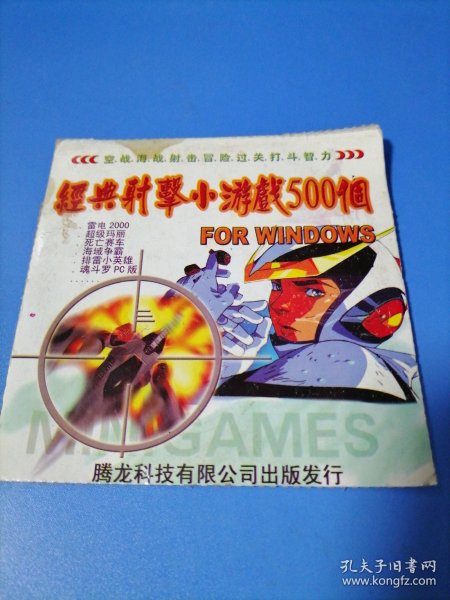 空.战.海.战.射.击.冒.险.过.关.打.斗.智.力
經典射擊小游戲500個
FOR WINDOWS
雷电 2000
超级玛丽
死亡赛车
海域争霸
排雷小英雄
魂斗罗 PC 版
......
MINIGAMES
腾龙科技有限公司出版发行
孔夫子旧书网
www.kongfz.com